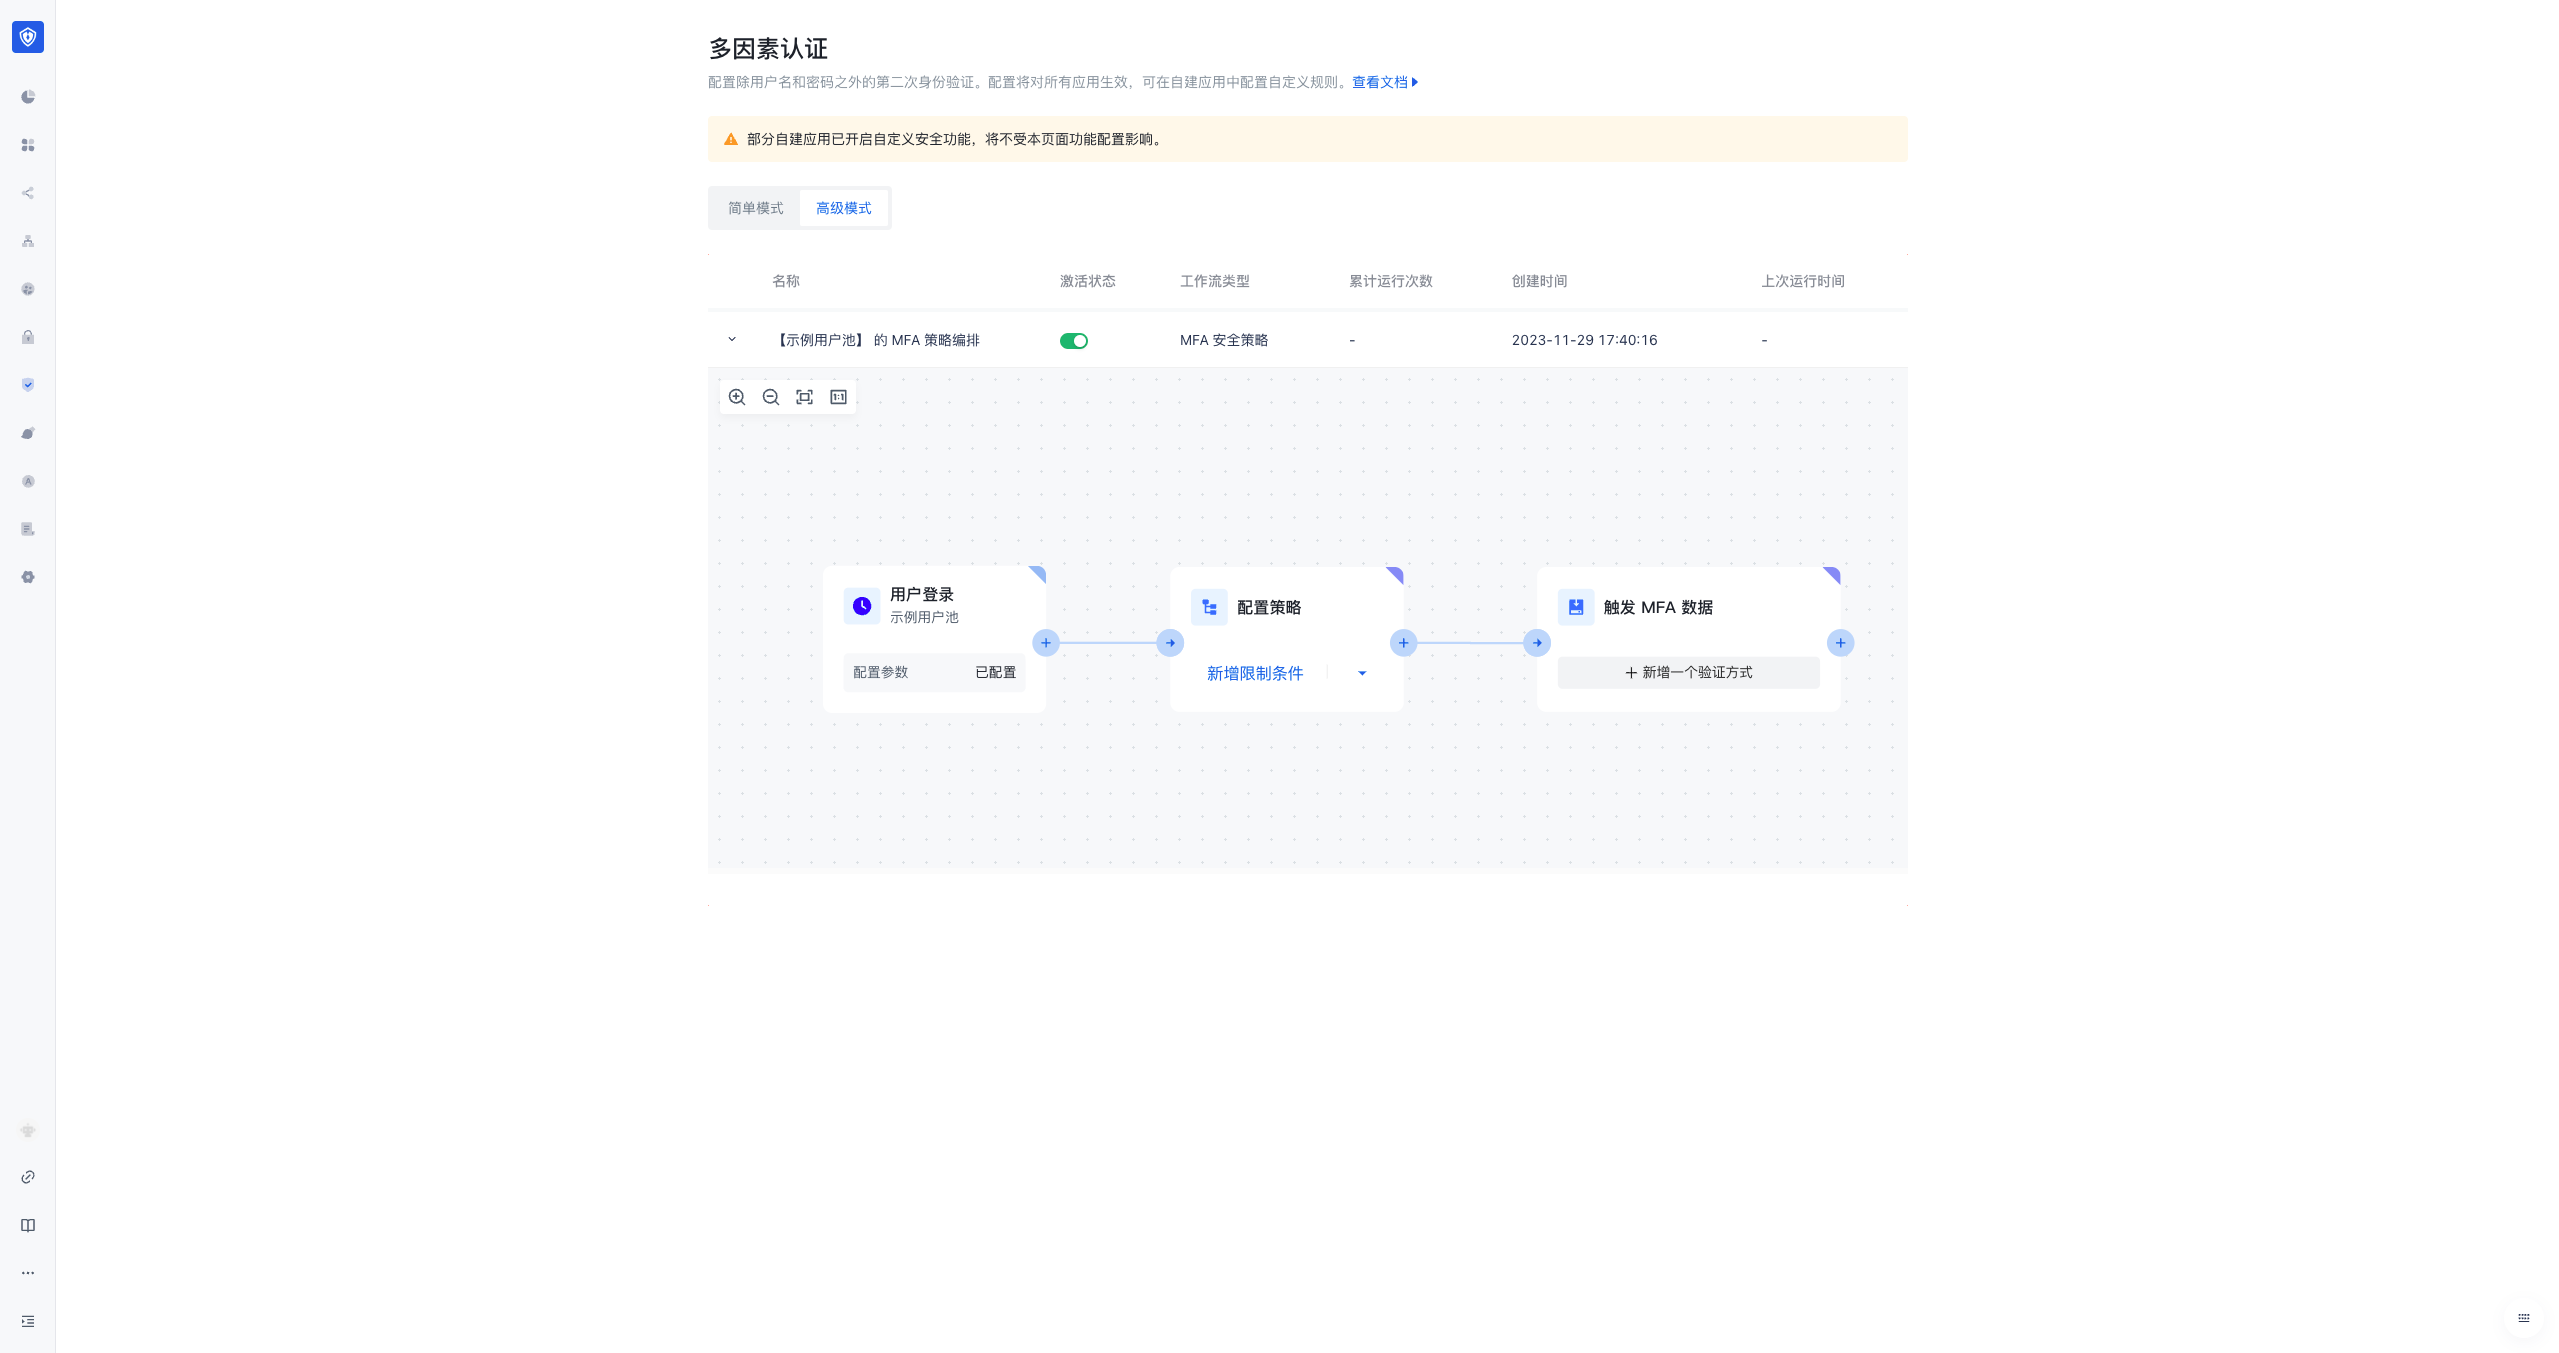 多因素认证
配置除用户名和密码之外的第二次身份验证。配置将对所有应用生效，可在自建应用中配置自定义规则。查看文档
部分自建应用已开启自定义安全功能，将不受本页面功能配置影响。
简单模式 高级模式
名称 激活状态 工作流类型 累计运行次数 创建时间 上次运行时间
【示例用户池】 的 MFA 策略编排 MFA 安全策略 - 2023-11-29 17:40:16 -
1:1
用户登录
示例用户池
配置参数 已配置
配置策略
新增限制条件
触发 MFA 数据
+ 新增一个验证方式